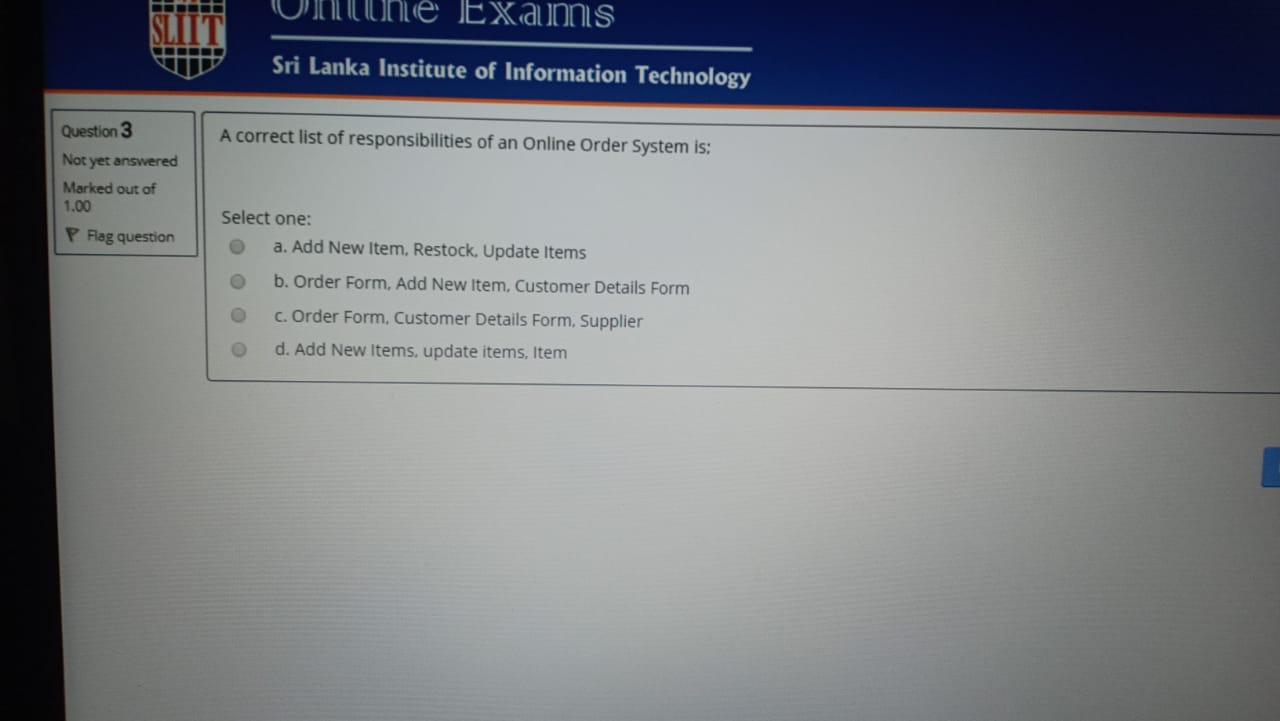 Online Exams
SLIIT
Sri Lanka Institute of Information Technology
Question 3
Not yet answered
Marked out of
1.00
Flag question
A correct list of responsibilities of an Online Order System is:
Select one:
a. Add New Item, Restock, Update Items
b. Order Form, Add New Item, Customer Details Form
c. Order Form, Customer Details Form, Supplier
d. Add New Items, update items, Item